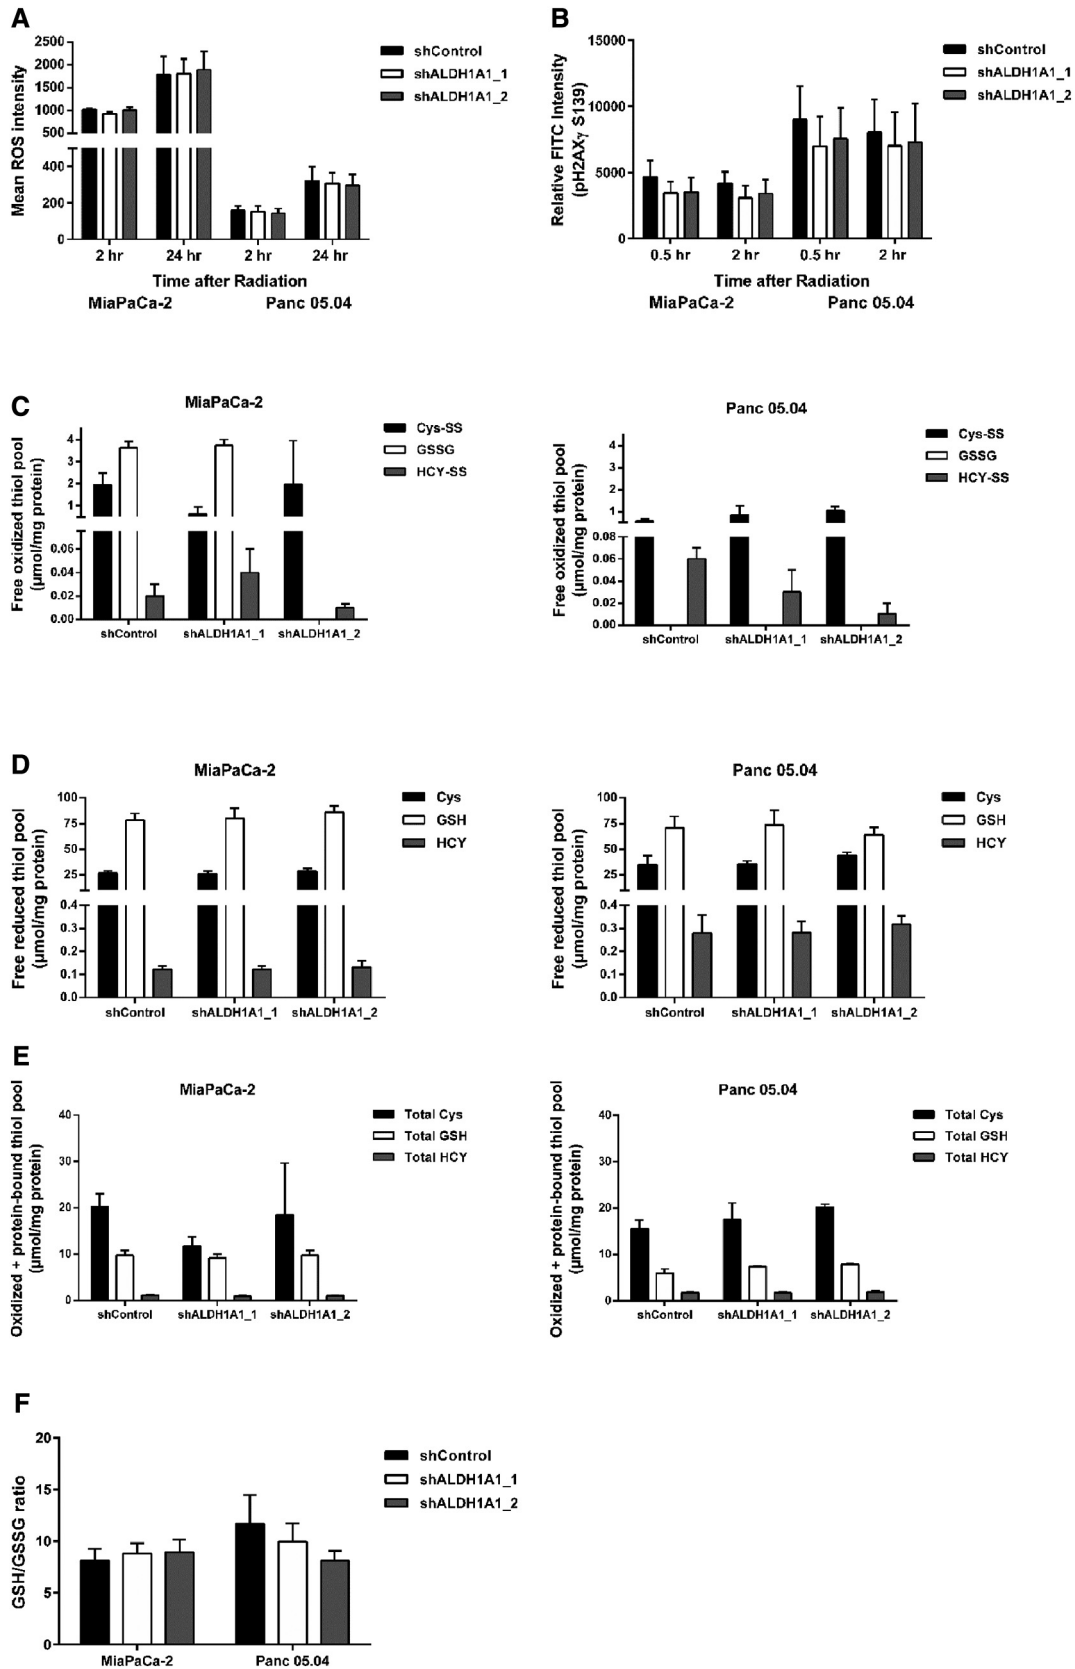 A
Mean ROS intensity
2500
2000
1500
1000
500
400
200
0
2 hr 24 hr 2 hr 24 hr
Time after Radiation
MiaPaCa-2 Panc 05.04
shControl
shALDH1A1_1
shALDH1A1_2
B
Relative FITC Intensity
(pH2AXγ S139)
15000
10000
5000
0
0.5 hr 2 hr 0.5 hr 2 hr
Time after Radiation
MiaPaCa-2 Panc 05.04
shControl
shALDH1A1_1
shALDH1A1_2
C
MiaPaCa-2
Free oxidized thiol pool
(µmol/mg protein)
4
3
2
1
0.06
0.04
0.02
0.00
shControl shALDH1A1_1 shALDH1A1_2
Cys-SS
GSSG
HCY-SS
Panc 05.04
Free oxidized thiol pool
(µmol/mg protein)
4
3
2
1
0.08
0.06
0.04
0.02
0.00
shControl shALDH1A1_1 shALDH1A1_2
Cys-SS
GSSG
HCY-SS
D
MiaPaCa-2
Free reduced thiol pool
(µmol/mg protein)
100
75
50
25
0.4
0.3
0.2
0.1
0.0
shControl shALDH1A1_1 shALDH1A1_2
Cys
GSH
HCY
Panc 05.04
Free reduced thiol pool
(µmol/mg protein)
100
75
50
25
0.4
0.3
0.2
0.1
0.0
shControl shALDH1A1_1 shALDH1A1_2
Cys
GSH
HCY
E
MiaPaCa-2
Oxidized + protein-bound thiol pool
(µmol/mg protein)
40
30
20
10
0
shControl shALDH1A1_1 shALDH1A1_2
Total Cys
Total GSH
Total HCY
Panc 05.04
Oxidized + protein-bound thiol pool
(µmol/mg protein)
40
30
20
10
0
shControl shALDH1A1_1 shALDH1A1_2
Total Cys
Total GSH
Total HCY
F
GSH/GSSG ratio
20
15
10
5
0
MiaPaCa-2 Panc 05.04
shControl
shALDH1A1_1
shALDH1A1_2